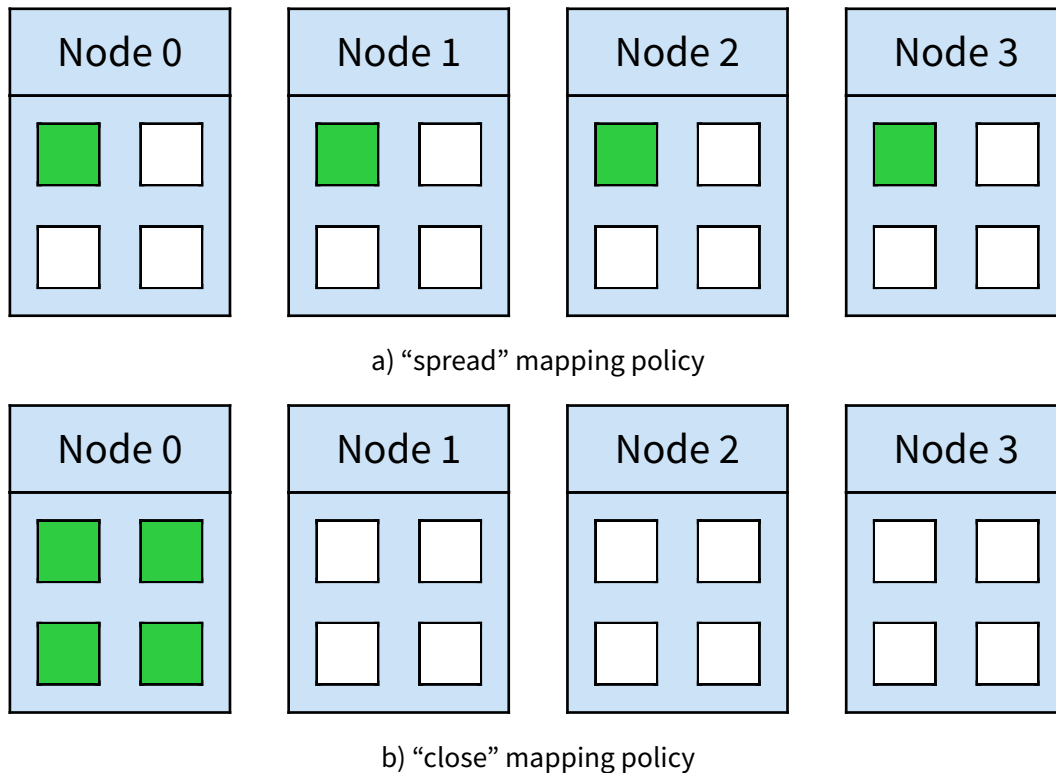 Node 0
Node 1
Node 2
Node 3
a) “spread” mapping policy
Node 0
Node 1
Node 2
Node 3
b) “close” mapping policy